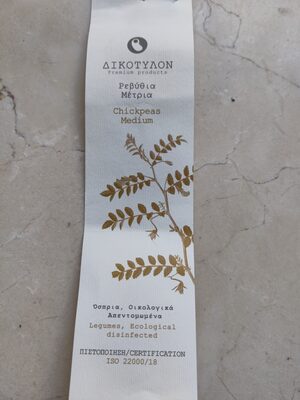 ΔΙΚΟΤΥΛΟΝ
Premium products
Ρεβύθια
Μέτρια
Chickpeas
Medium
Όσπρια, Οικολογικά
Απεντομωμένα
Legumes, Ecological
disinfected
ΠΙΣΤΟΠΟΙΗΣΗ/CERTIFICATION
ISO 22000/18